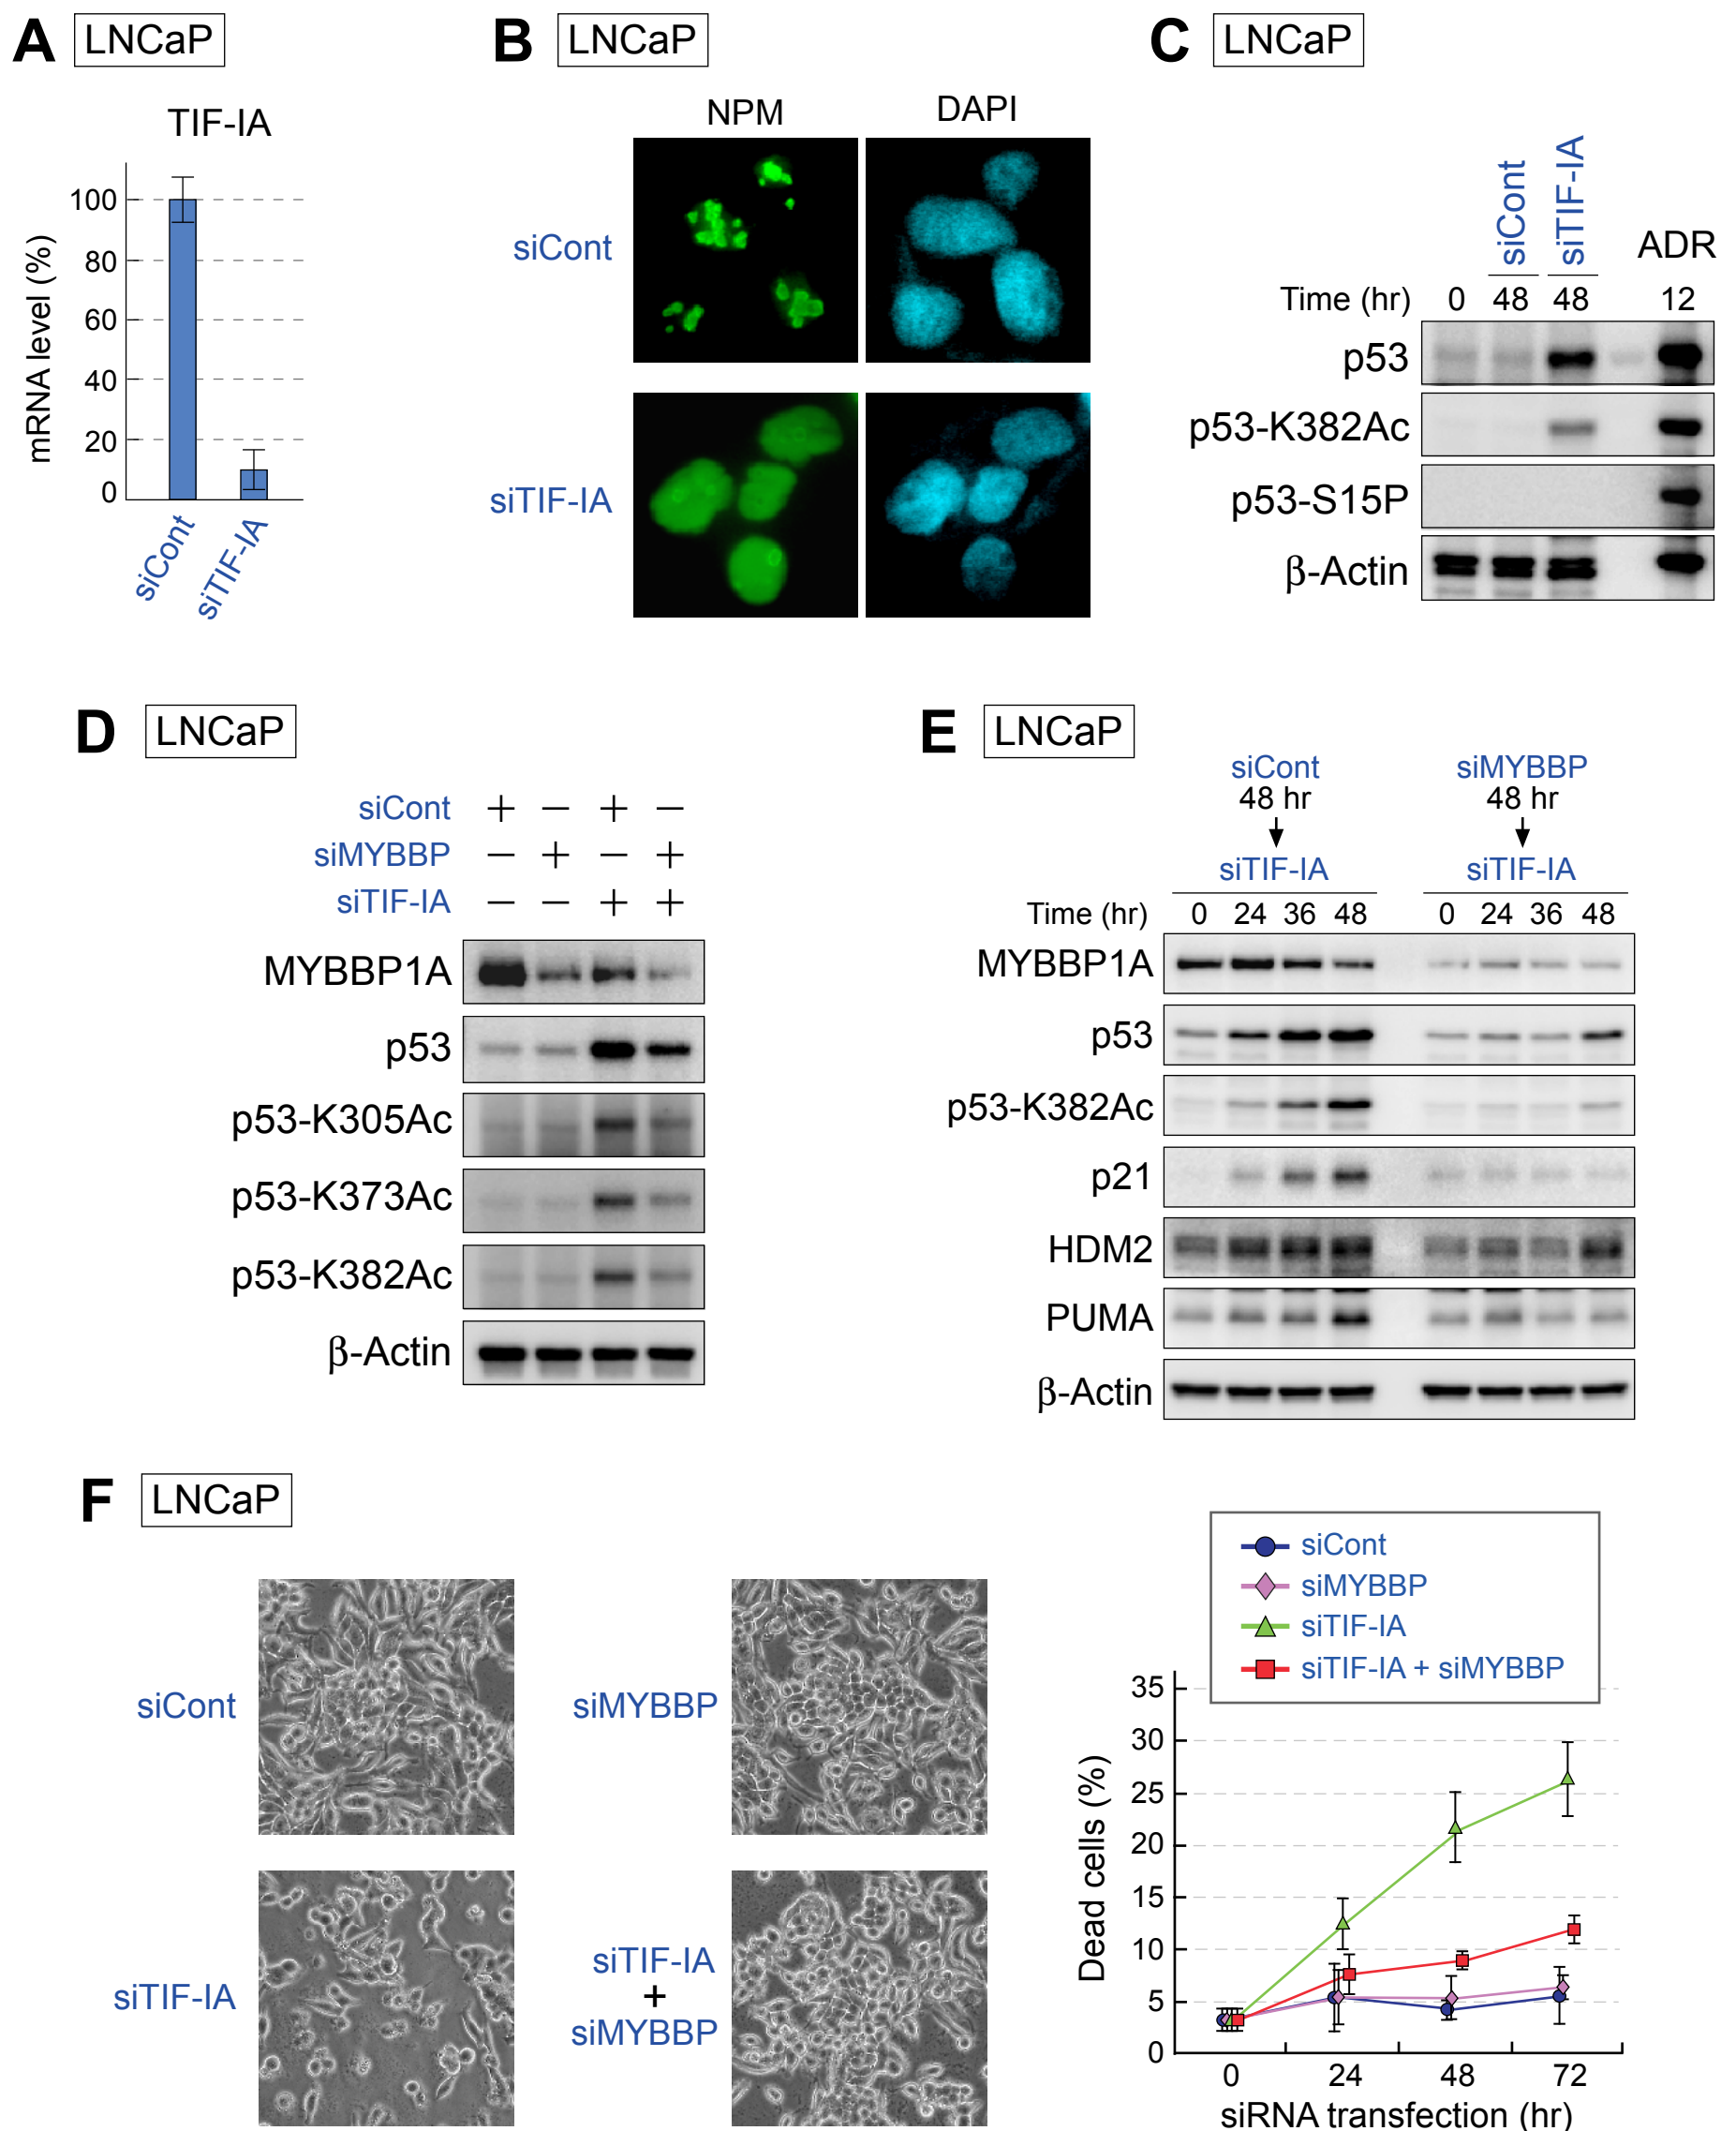 A LNCaP
TIF-IA
mRNA level (%)
100
80
60
40
20
0
siCont
siTIF-IA
B LNCaP
NPM DAPI
siCont
siTIF-IA
C LNCaP
siCont siTIF-IA ADR
Time (hr) 0 48 48 12
p53
p53-K382Ac
p53-S15P
β-Actin
D LNCaP
siCont + − + −
siMYBBP − + − +
siTIF-IA − − + +
MYBBP1A
p53
p53-K305Ac
p53-K373Ac
p53-K382Ac
β-Actin
E LNCaP
siCont siMYBBP
48 hr 48 hr
siTIF-IA siTIF-IA
Time (hr) 0 24 36 48 0 24 36 48
MYBBP1A
p53
p53-K382Ac
p21
HDM2
PUMA
β-Actin
F LNCaP
siCont
siMYBBP
siTIF-IA
siTIF-IA
+
siMYBBP
siCont
siMYBBP
siTIF-IA
siTIF-IA + siMYBBP
Dead cells (%)
35
30
25
20
15
10
5
0
0 24 48 72
siRNA transfection (hr)